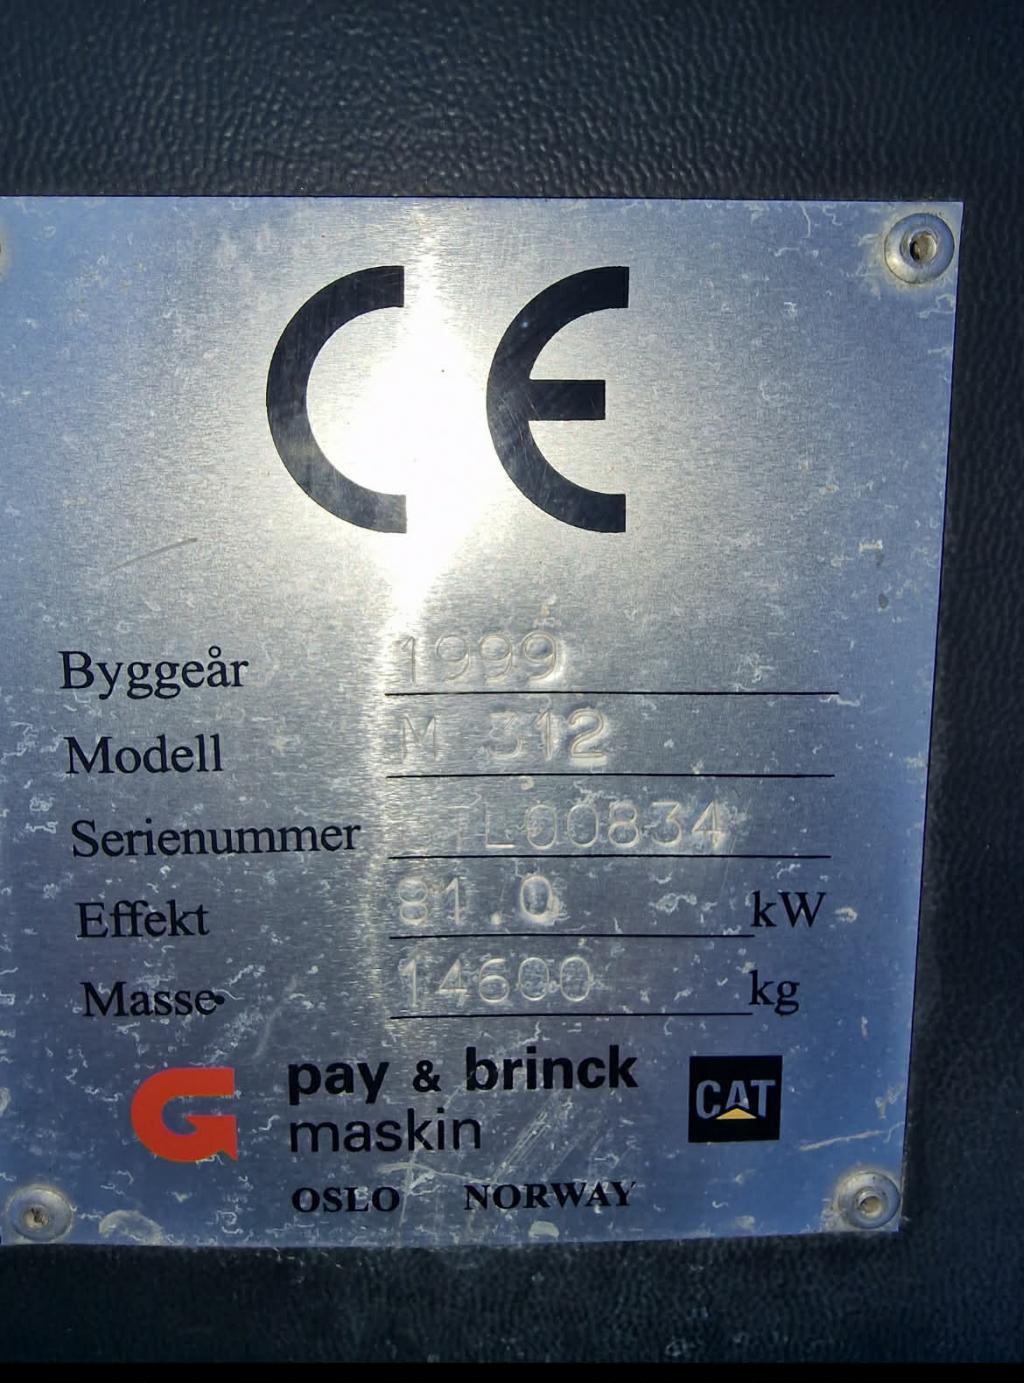 CE
Byggeår 1999
Modell M 312
Serienummer
Effekt 81.0 kW
Masse 14600 kg
pay & brinck
maskin
CAT
OSLO NORWAY